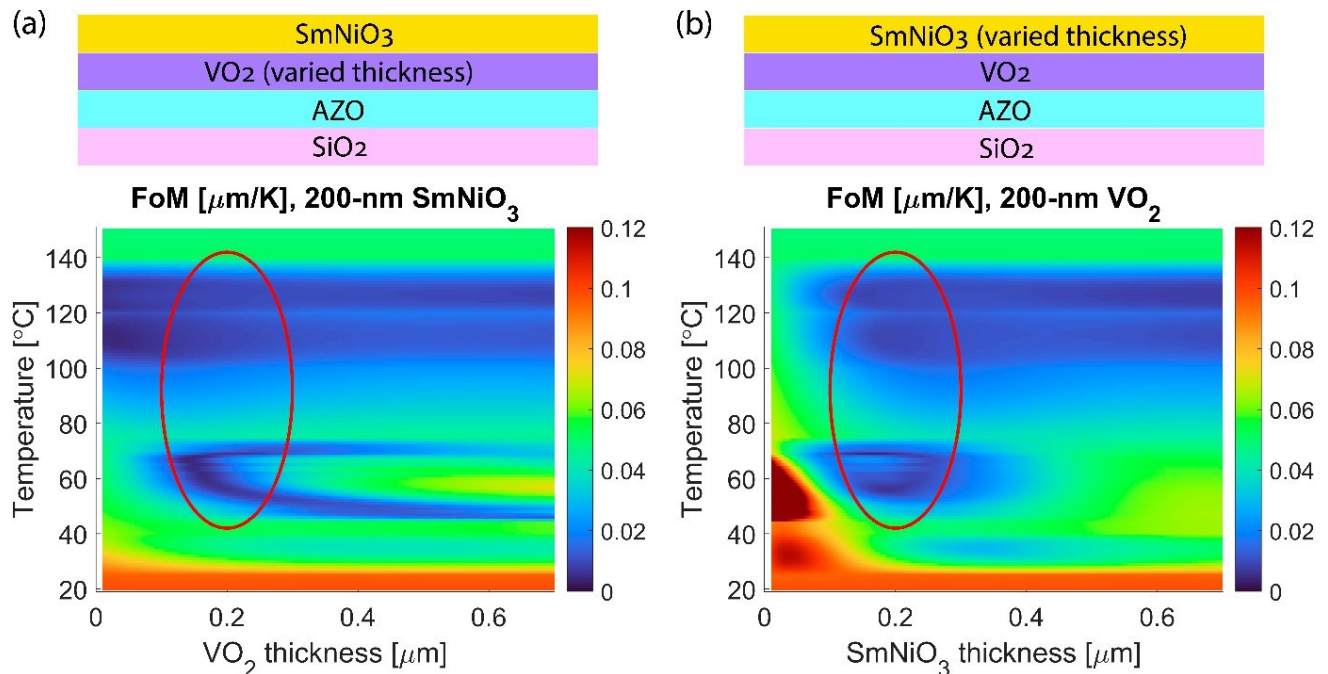 (a)
SmNiO3
VO2 (varied thickness)
AZO
SiO2
FoM [μm/K], 200-nm SmNiO3
0.12
0.1
0.08
0.06
0.04
0.02
0
140
120
100
80
60
40
20
Temperature [°C]
0
0.2
0.4
0.6
VO2 thickness [μm]
(b)
SmNiO3 (varied thickness)
VO2
AZO
SiO2
FoM [μm/K], 200-nm VO2
0.12
0.1
0.08
0.06
0.04
0.02
0
140
120
100
80
60
40
20
Temperature [°C]
0
0.2
0.4
0.6
SmNiO3 thickness [μm]